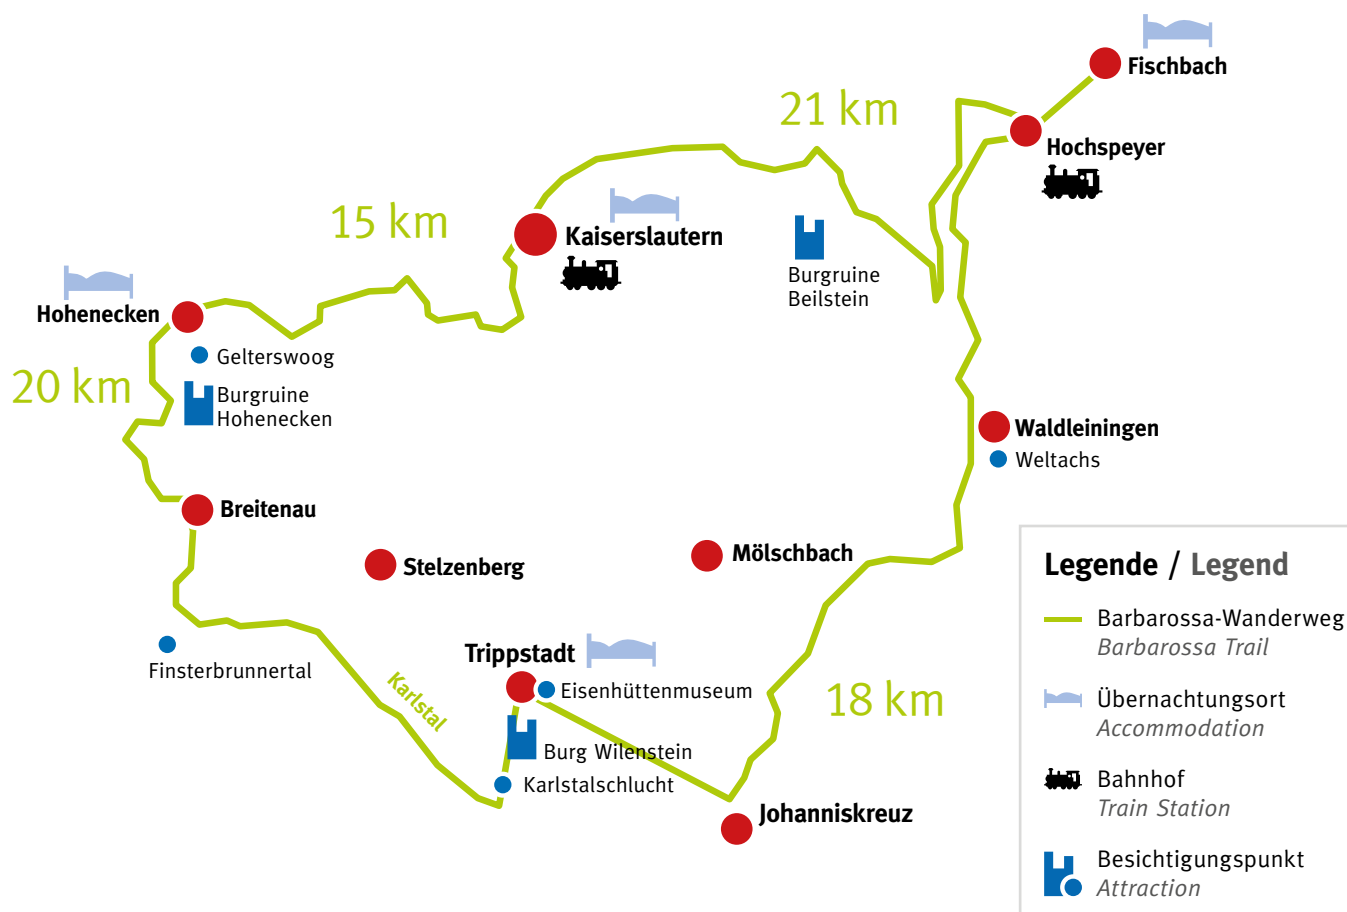 Fischbach
21 km
Hochspeyer
15 km
Kaiserslautern
Burgruine
Beilstein
Hohenecken
Gelterswoog
20 km
Burgruine
Hohenecken
Waldleiningen
Weltachs
Breitenau
Mölschbach
Stelzenberg
Finsterbrunnertal
Karlstal
Trippstadt
Eisenhüttenmuseum
18 km
Burg Wilenstein
Karlstalschlucht
Johanniskreuz
Legende / Legend
Barbarossa-Wanderweg
Barbarossa Trail
Übernachtungsort
Accommodation
Bahnhof
Train Station
Besichtigungspunkt
Attraction